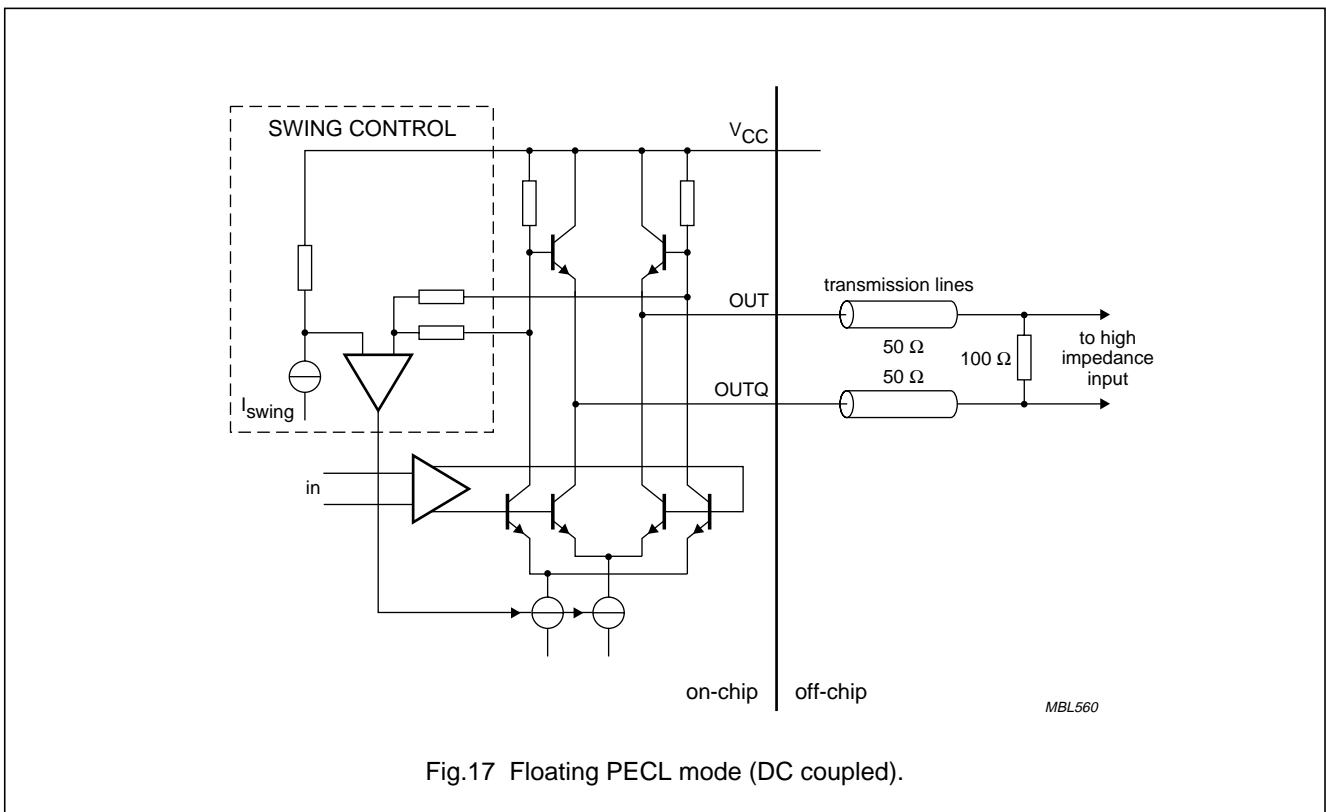 SWING CONTROL
VCC
Iswing
in
OUT
OUTQ
transmission lines
50 Ω
50 Ω
100 Ω
to high
impedance
input
on-chip
off-chip
MBL560
Fig.17 Floating PECL mode (DC coupled).